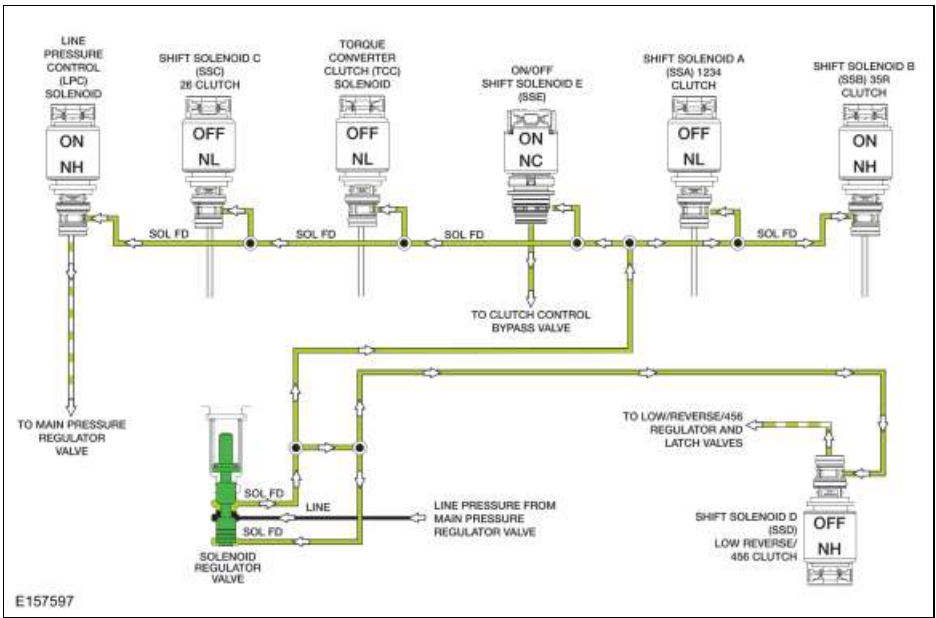 LINE
PRESSURE
CONTROL
(LPC)
SOLENOID
SHIFT SOLENOID C
(SSC)
26 CLUTCH
TORQUE
CONVERTER
CLUTCH (TCC)
SOLENOID
ON/OFF
SHIFT SOLENOID E
(SSE)
SHIFT SOLENOID A
(SSA) 1234
CLUTCH
SHIFT SOLENOID B
(SSB) 35R
CLUTCH
ON
NH
OFF
NL
OFF
NL
ON
NC
OFF
NL
ON
NH
SOL FD
SOL FD
SOL FD
SOL FD
TO CLUTCH CONTROL
BYPASS VALVE
TO MAIN PRESSURE
REGULATOR
VALVE
TO LOW/REVERSE/456
REGULATOR AND
LATCH VALVES
SOL FD
LINE
SOL FD
LINE PRESSURE FROM
MAIN PRESSURE
REGULATOR VALVE
SOLENOID
REGULATOR
VALVE
SHIFT SOLENOID D
(SSD)
LOW REVERSE/
456 CLUTCH
OFF
NH
E157597